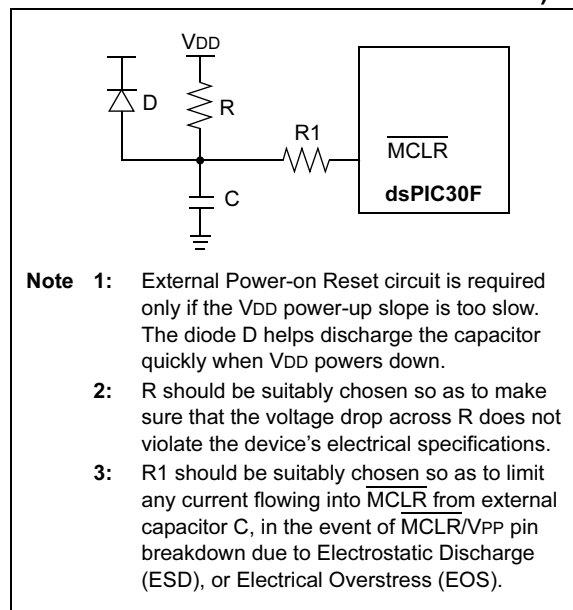 VDD
D
R
R1
MCLR
dsPIC30F
C
Note 1: External Power-on Reset circuit is required
only if the VDD power-up slope is too slow.
The diode D helps discharge the capacitor
quickly when VDD powers down.
2: R should be suitably chosen so as to make
sure that the voltage drop across R does not
violate the device's electrical specifications.
3: R1 should be suitably chosen so as to limit
any current flowing into MCLR from external
capacitor C, in the event of MCLR/VPP pin
breakdown due to Electrostatic Discharge
(ESD), or Electrical Overstress (EOS).